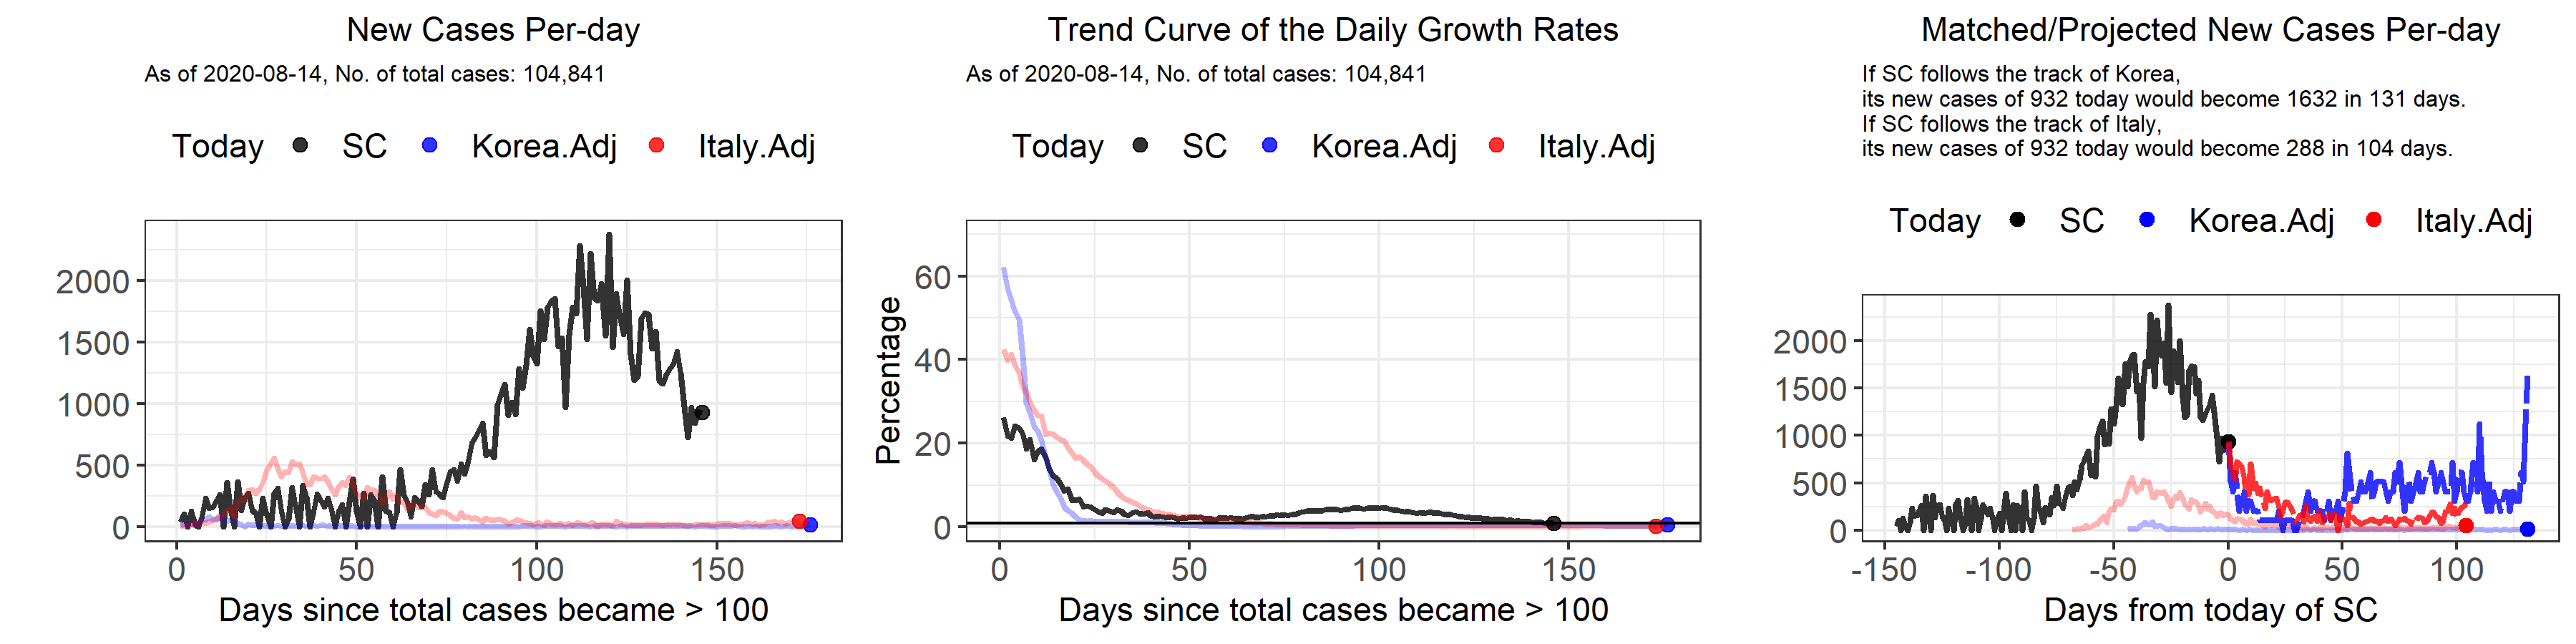 New Cases Per-day
As of 2020-08-14, No. of total cases: 104,841
Today SC Korea.Adj Italy.Adj
2000
1500
1000
500
0
0 50 100 150
Days since total cases became > 100
Trend Curve of the Daily Growth Rates
As of 2020-08-14, No. of total cases: 104,841
Today SC Korea.Adj Italy.Adj
Percentage
60
40
20
0
0 50 100 150
Days since total cases became > 100
Matched/Projected New Cases Per-day
If SC follows the track of Korea,
its new cases of 932 today would become 1632 in 131 days.
If SC follows the track of Italy,
its new cases of 932 today would become 288 in 104 days.
Today SC Korea.Adj Italy.Adj
2000
1500
1000
500
0
-150 -100 -50 0 50 100
Days from today of SC